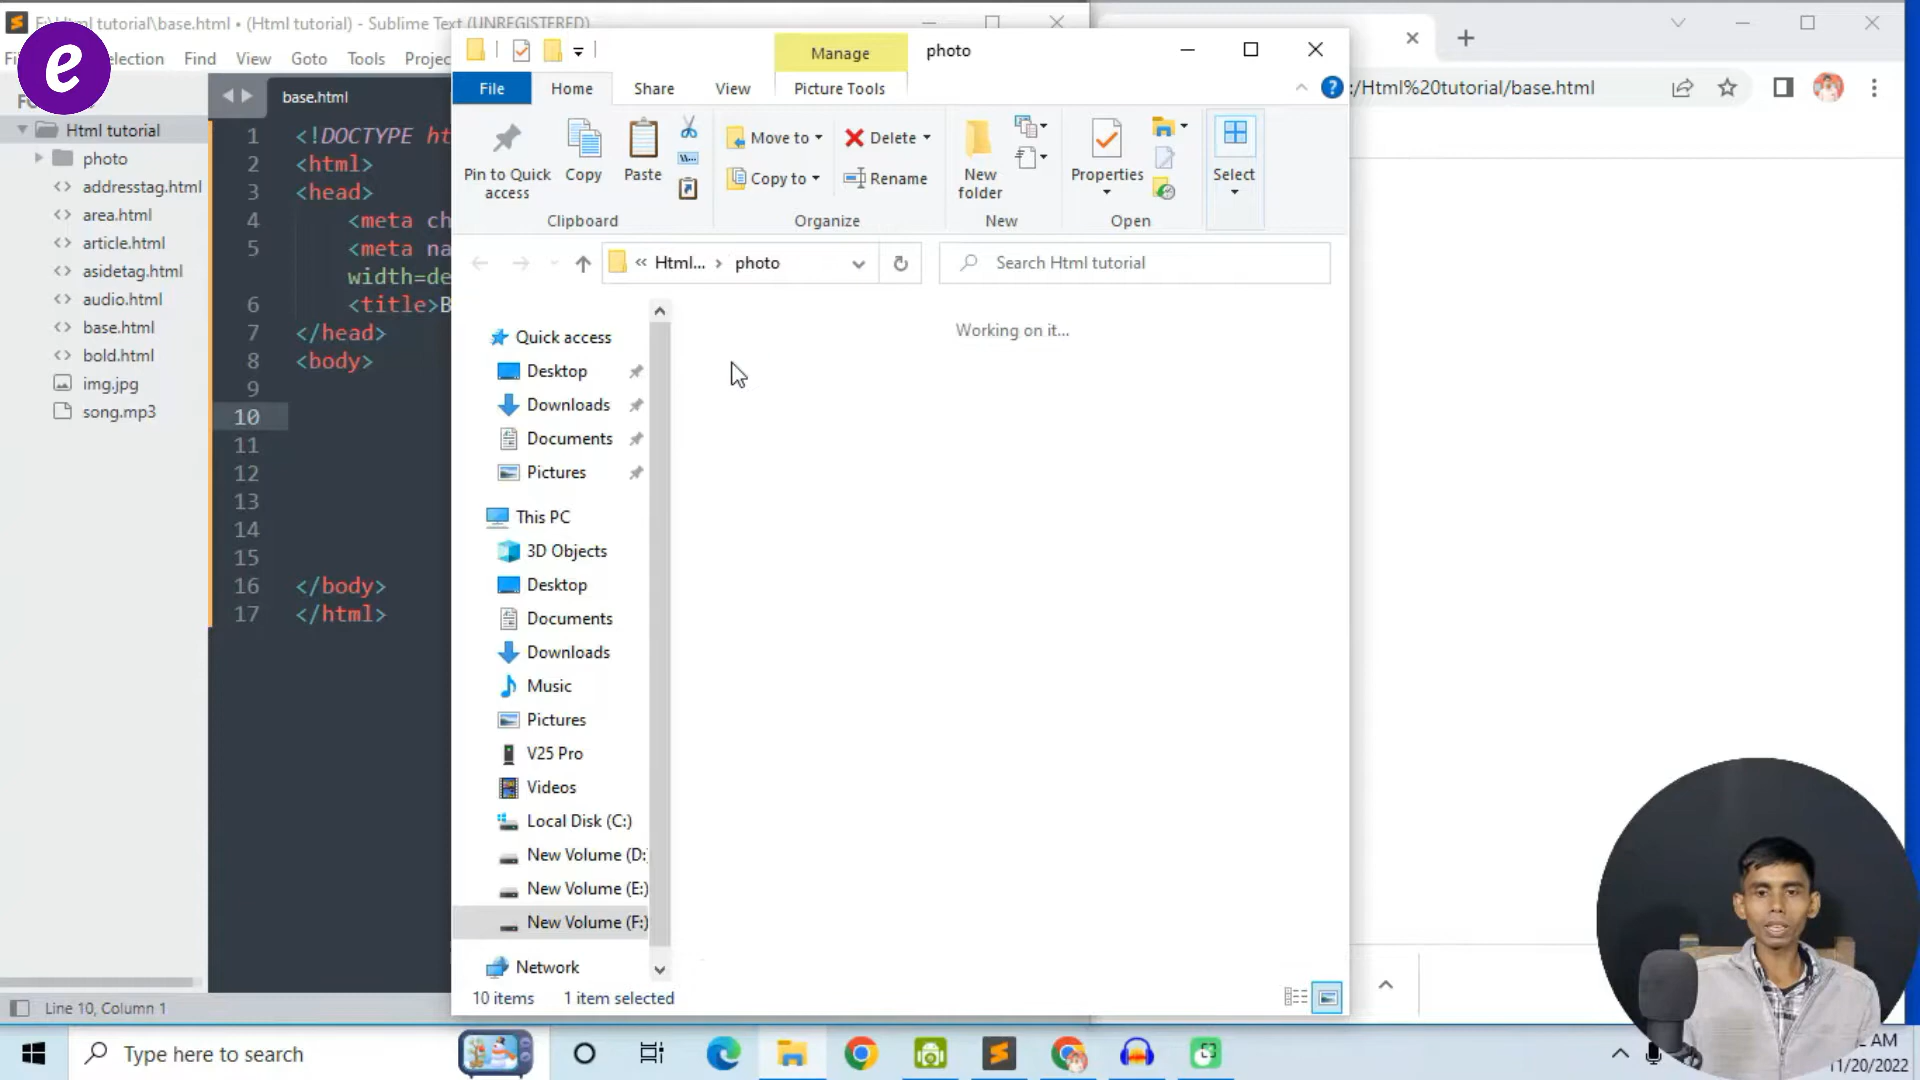 F:\Html tutorial\base.html • (Html tutorial) - Sublime Text (UNREGISTERED)
e
Find View Goto Tools Projec
base.html
Html tutorial
photo
addresstag.html
area.html
article.html
asidetag.html
audio.html
base.html
bold.html
img.jpg
song.mp3
1 <!DOCTYPE ht
2 <html>
3 <head>
4 <meta ch
5 <meta na
width=de
6 <title>B
7 </head>
8 <body>
9
10
11
12
13
14
15
16 </body>
17 </html>
Line 10, Column 1
Manage
photo
File Home Share View Picture Tools
Pin to Quick access
Copy
Paste
Move to
Copy to
Delete
Rename
New folder
Properties
Select
Clipboard Organize New Open
« Html... › photo
Search Html tutorial
Working on it...
Quick access
Desktop
Downloads
Documents
Pictures
This PC
3D Objects
Desktop
Documents
Downloads
Music
Pictures
V25 Pro
Videos
Local Disk (C:)
New Volume (D:
New Volume (E:)
New Volume (F:)
Network
10 items 1 item selected
:/Html%20tutorial/base.html
Type here to search
AM
11/20/2022